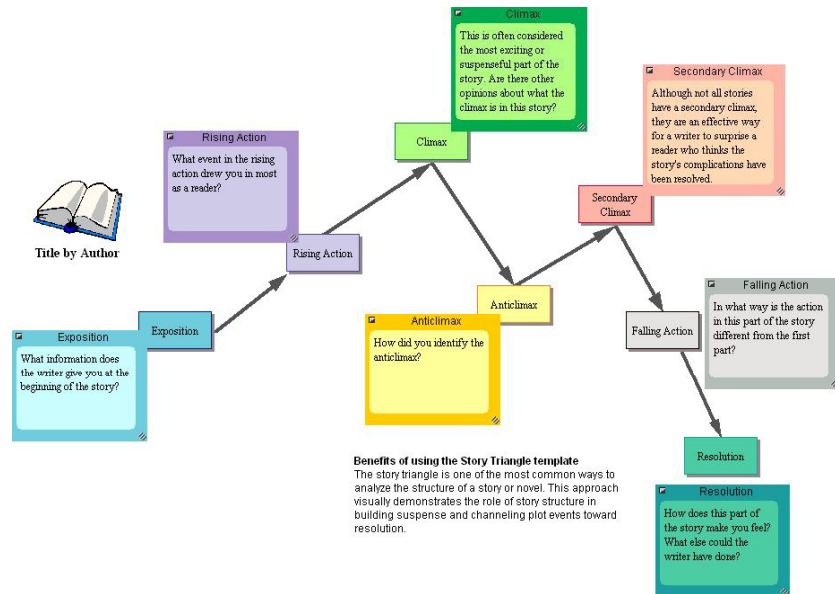 Climax
This is often considered
the most exciting or
suspenseful part of the
story. Are there other
opinions about what the
climax is in this story?
Climax
Secondary Climax
Although not all stories
have a secondary climax,
they are an effective way
for a writer to surprise a
reader who thinks the
story's complications have
been resolved.
Secondary
Climax
Rising Action
What event in the rising
action drew you in most
as a reader?
Rising Action
Title by Author
Exposition
Exposition
What information does
the writer give you at the
beginning of the story?
Anticlimax
Anticlimax
How did you identify the
anticlimax?
Falling Action
Falling Action
In what way is the action
in this part of the story
different from the first
part?
Benefits of using the Story Triangle template
The story triangle is one of the most common ways to
analyze the structure of a story or novel. This approach
visually demonstrates the role of story structure in
building suspense and channeling plot events toward
resolution.
Resolution
Resolution
How does this part of
the story make you feel?
What else could the
writer have done?